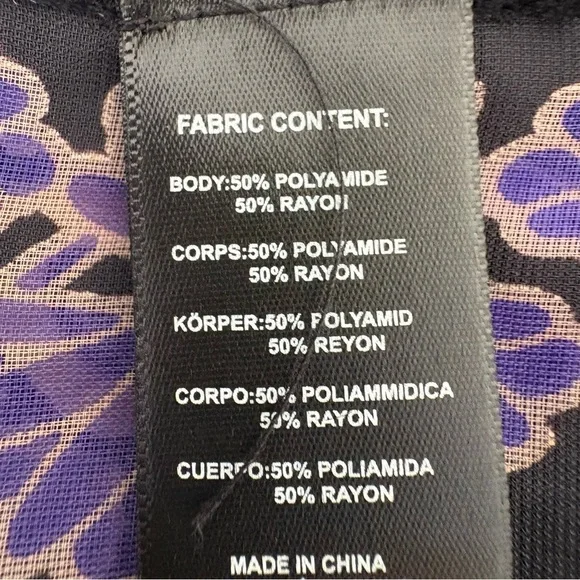 FABRIC CONTENT:
BODY:50% POLYAMIDE
50% RAYON
CORPS:50% POLYAMIDE
50% RAYON
KÖRPER:50% POLYAMID
50% REYON
CORPO:50% POLIAMMIDICA
50% RAYON
CUERPO:50% POLIAMIDA
50% RAYON
MADE IN CHINA